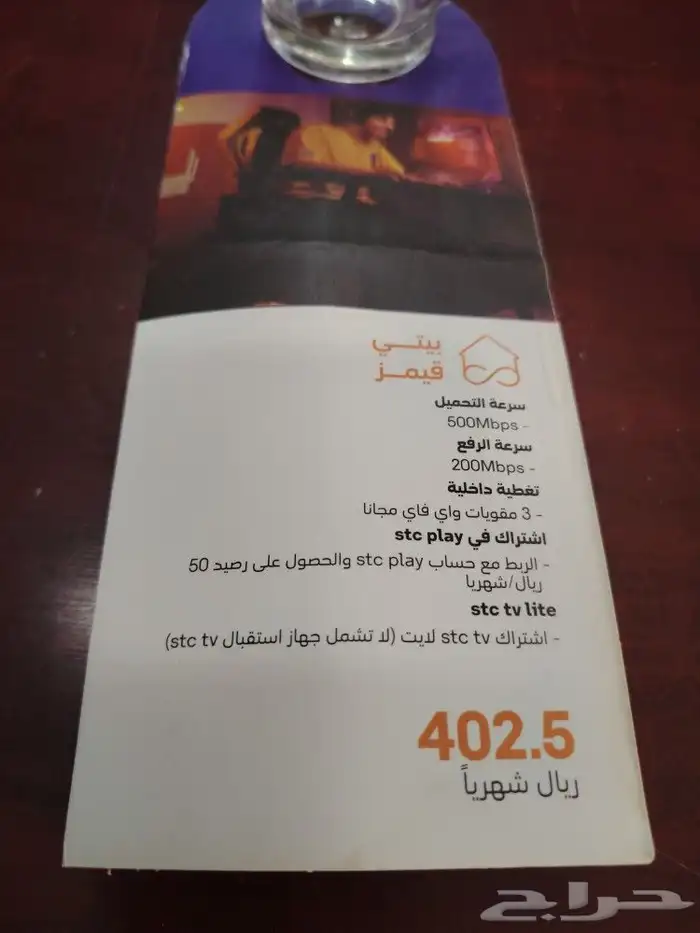 بيتي
قيمز
سرعة التحميل
- 500Mbps
سرعة الرفع
- 200Mbps
تغطية داخلية
- 3 مقويات واي فاي مجانا
اشتراك في stc play
- الربط مع حساب stc play والحصول على رصيد 50
ريال/شهريا
stc tv lite
- اشتراك stc tv لايت (لا تشمل جهاز استقبال stc tv)
402.5
ريال شهرياً
حراج